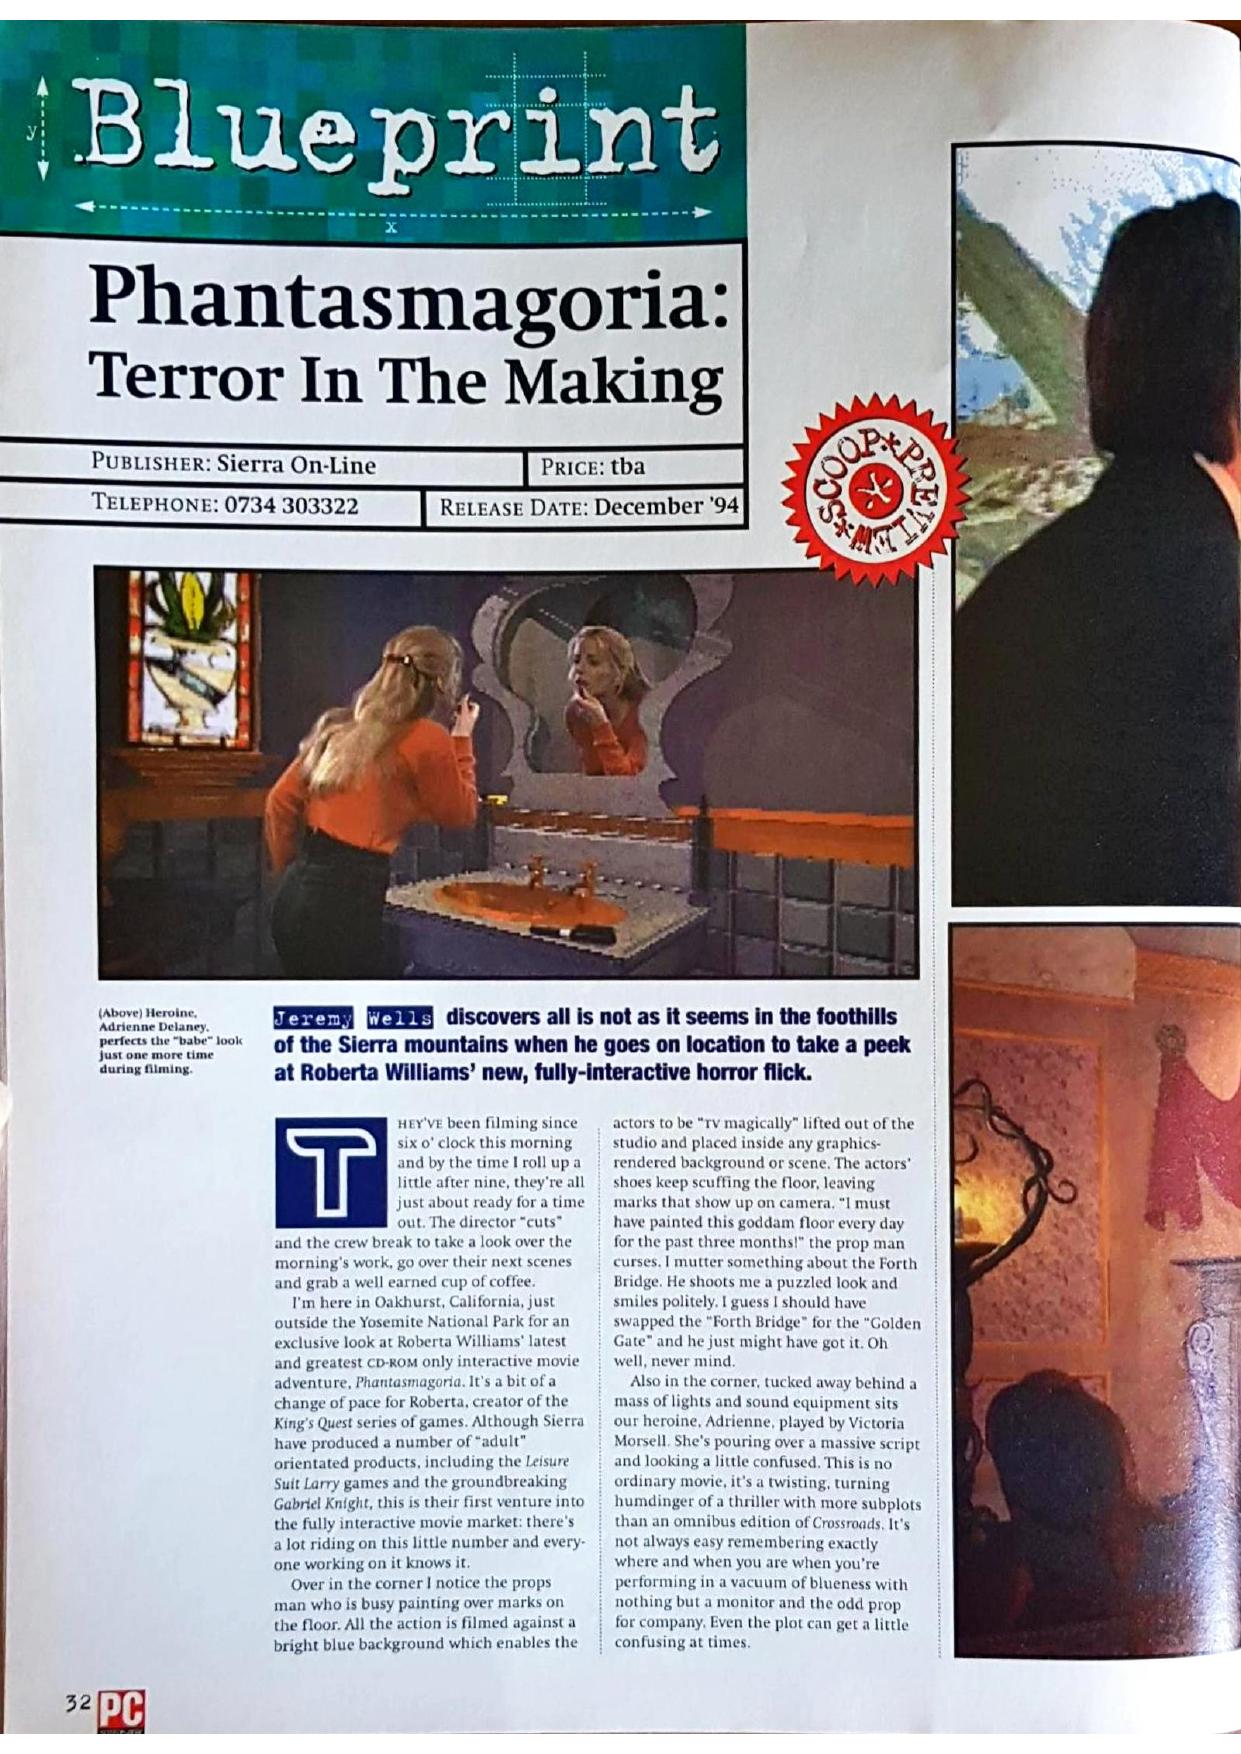 Blueprint
y
x
Phantasmagoria:
Terror In The Making
PUBLISHER: Sierra On-Line
PRICE: tba
TELEPHONE: 0734 303322
RELEASE DATE: December '94
SCOOP*PREVIEW*
(Above) Heroine,
Adrienne Delaney,
perfects the "babe" look
just one more time
during filming.
Jeremy Wells discovers all is not as it seems in the foothills
of the Sierra mountains when he goes on location to take a peek
at Roberta Williams' new, fully-interactive horror flick.
THEY'VE been filming since
six o' clock this morning
and by the time I roll up a
little after nine, they're all
just about ready for a time
out. The director "cuts"
and the crew break to take a look over the
morning's work, go over their next scenes
and grab a well earned cup of coffee.
I'm here in Oakhurst, California, just
outside the Yosemite National Park for an
exclusive look at Roberta Williams' latest
and greatest CD-ROM only interactive movie
adventure, Phantasmagoria. It's a bit of a
change of pace for Roberta, creator of the
King's Quest series of games. Although Sierra
have produced a number of "adult"
orientated products, including the Leisure
Suit Larry games and the groundbreaking
Gabriel Knight, this is their first venture into
the fully interactive movie market: there's
a lot riding on this little number and every-
one working on it knows it.
Over in the corner I notice the props
man who is busy painting over marks on
the floor. All the action is filmed against a
bright blue background which enables the
actors to be "TV magically" lifted out of the
studio and placed inside any graphics-
rendered background or scene. The actors'
shoes keep scuffing the floor, leaving
marks that show up on camera. "I must
have painted this goddam floor every day
for the past three months!" the prop man
curses. I mutter something about the Forth
Bridge. He shoots me a puzzled look and
smiles politely. I guess I should have
swapped the "Forth Bridge" for the "Golden
Gate" and he just might have got it. Oh
well, never mind.
Also in the corner, tucked away behind a
mass of lights and sound equipment sits
our heroine, Adrienne, played by Victoria
Morsell. She's pouring over a massive script
and looking a little confused. This is no
ordinary movie, it's a twisting, turning
humdinger of a thriller with more subplots
than an omnibus edition of Crossroads. It's
not always easy remembering exactly
where and when you are when you're
performing in a vacuum of blueness with
nothing but a monitor and the odd prop
for company. Even the plot can get a little
confusing at times.
32 PC